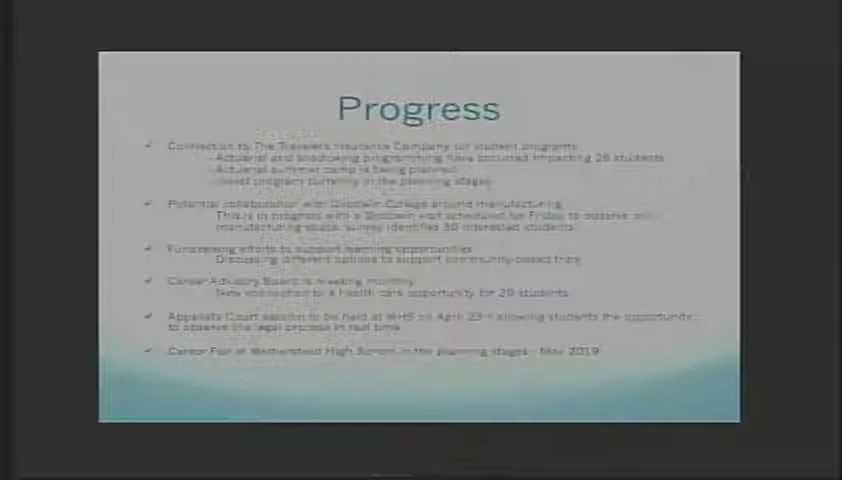 Progress
✓ Connection to The Travelers Insurance Company for student programs
- Actuarial and shadowing programming have occurred impacting 26 students
- Actuarial summer camp is being planned
program currently in the planning stages
✓ Potential collaboration with Goodwin College around manufacturing
This is in progress with a Goodwin visit scheduled for Friday to observe
manufacturing space, survey identifies 30 interested students
✓ Fundraising efforts to support learning opportunities
Discussing different options to support community-based trips
✓ Career Advisory Board is meeting monthly
New connection to a health care opportunity for 20 students
✓ Appellate Court session to be held at WHS on April 23rd allowing students the opportunity
to observe the legal process in real time
✓ Career Fair at Wethersfield High School in the planning stages - May 2019